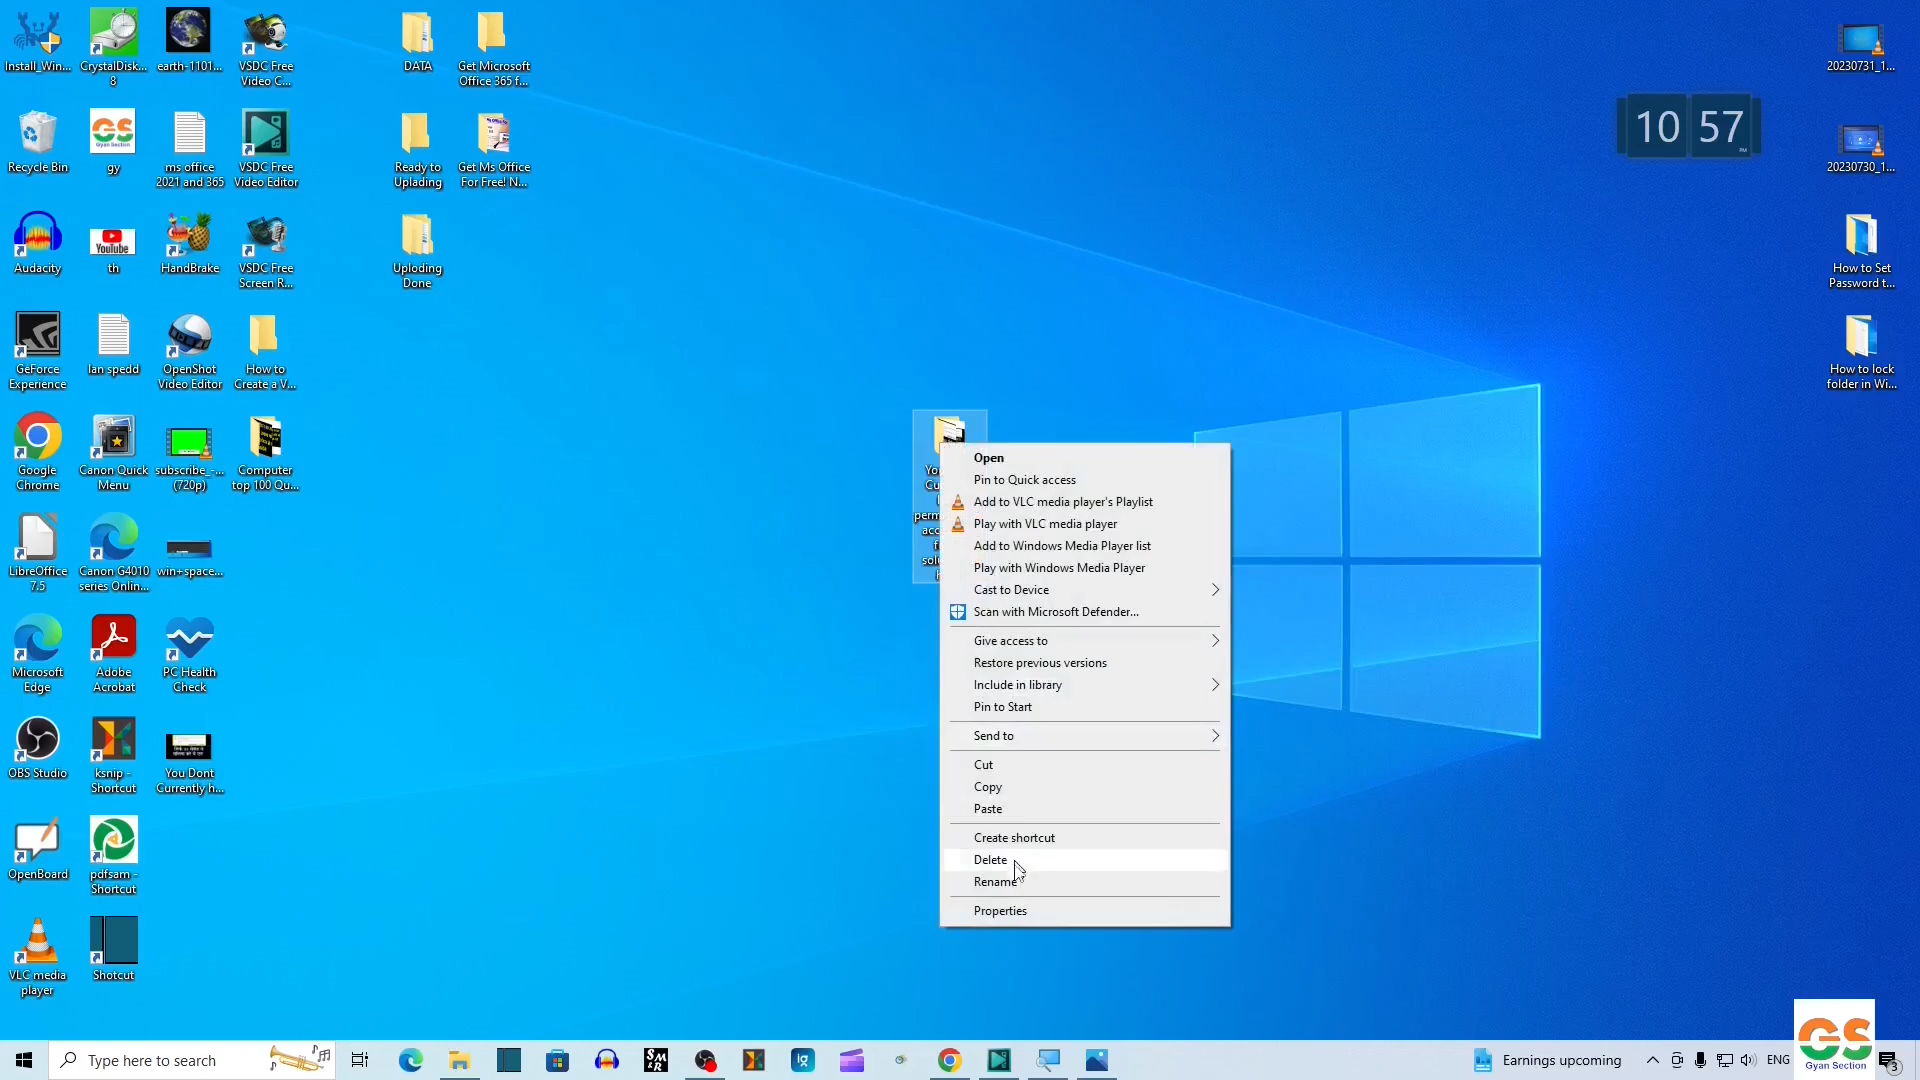 Install_Win...
CrystalDisk...
8
earth-1101...
VSDC Free
Video C...
DATA
Get Microsoft
Office 365 f...
20230731_1...
Recycle Bin
GS
Gyan Section
gy
ms office
2021 and 365
VSDC Free
Video Editor
Ready to
Uplading
Get Ms Office
For Free! N...
10 57
PM
20230730_1...
Audacity
YouTube
th
HandBrake
VSDC Free
Screen R...
Uploding
Done
How to Set
Password t...
GeForce
Experience
lan spedd
OpenShot
Video Editor
How to
Create a V...
How to lock
folder in Wi...
Google
Chrome
Canon Quick
Menu
subscribe_-...
(720p)
Computer
top 100 Qu...
Open
Pin to Quick access
Add to VLC media player's Playlist
Play with VLC media player
Add to Windows Media Player list
Play with Windows Media Player
Cast to Device
Scan with Microsoft Defender...
Give access to
Restore previous versions
Include in library
Pin to Start
Send to
Cut
Copy
Paste
Create shortcut
Delete
Rename
Properties
LibreOffice
7.5
Canon G4010
series Onlin...
win+space...
Microsoft
Edge
Adobe
Acrobat
PC Health
Check
OBS Studio
ksnip -
Shortcut
You Dont
Currently h...
OpenBoard
pdfsam -
Shortcut
VLC media
player
Shotcut
Type here to search
Earnings upcoming
ENG
GS
Gyan Section
3